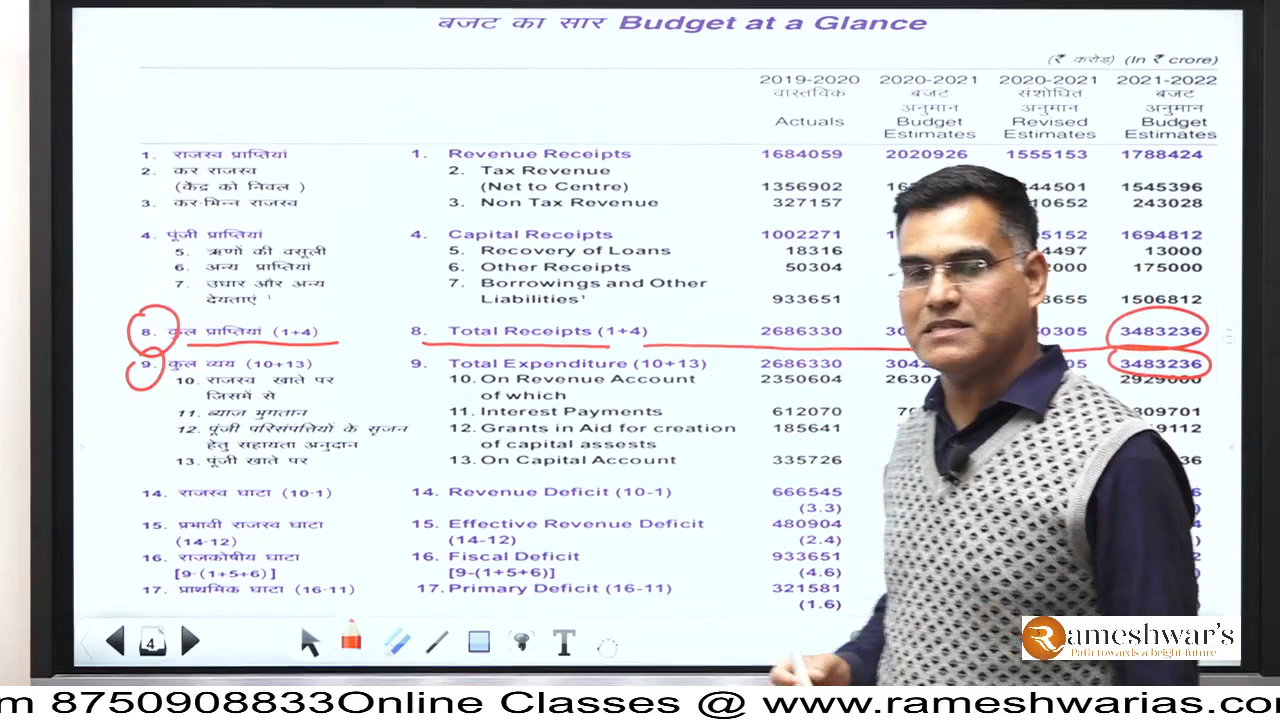 बजट का सार Budget at a Glance
(₹ करोड़) (In ₹ crore)
2019-2020 2020-2021 2020-2021 2021-2022
वास्तविक बजट संशोधित बजट
अनुमान अनुमान अनुमान
Actuals Budget Revised Budget
Estimates Estimates Estimates
1. राजस्व प्राप्तियां 1. Revenue Receipts 1684059 2020926 1555153 1788424
2. कर राजस्व 2. Tax Revenue
(केंद्र को निवल ) (Net to Centre) 1356902 1545396
3. कर-भिन्न राजस्व 3. Non Tax Revenue 327157 243028
4. पूंजी प्राप्तियां 4. Capital Receipts 1002271 1694812
5. ऋणों की वसूली 5. Recovery of Loans 18316 13000
6. अन्य प्राप्तियां 6. Other Receipts 50304 175000
7. उधार और अन्य 7. Borrowings and Other
देयताएं ¹ Liabilities¹ 933651 1506812
8. कुल प्राप्तियां (1+4) 8. Total Receipts (1+4) 2686330 3483236
9. कुल व्यय (10+13) 9. Total Expenditure (10+13) 2686330 3483236
10. राजस्व खाते पर 10. On Revenue Account 2350604 2929000
जिसमें से of which
11. ब्याज भुगतान 11. Interest Payments 612070
12. पूंजी परिसंपत्तियों के सृजन 12. Grants in Aid for creation 185641
हेतु सहायता अनुदान of capital assests
13. पूंजी खाते पर 13. On Capital Account 335726
14. राजस्व घाटा (10-1) 14. Revenue Deficit (10-1) 666545
(3.3)
15. प्रभावी राजस्व घाटा 15. Effective Revenue Deficit 480904
(14-12) (14-12) (2.4)
16. राजकोषीय घाटा 16. Fiscal Deficit 933651
[9-(1+5+6)] [9-(1+5+6)] (4.6)
17. प्राथमिक घाटा (16-11) 17. Primary Deficit (16-11) 321581
(1.6)
4 T
Rameshwar's
Path towards a bright future
m 8750908833Online Classes @ www.rameshwarias.co